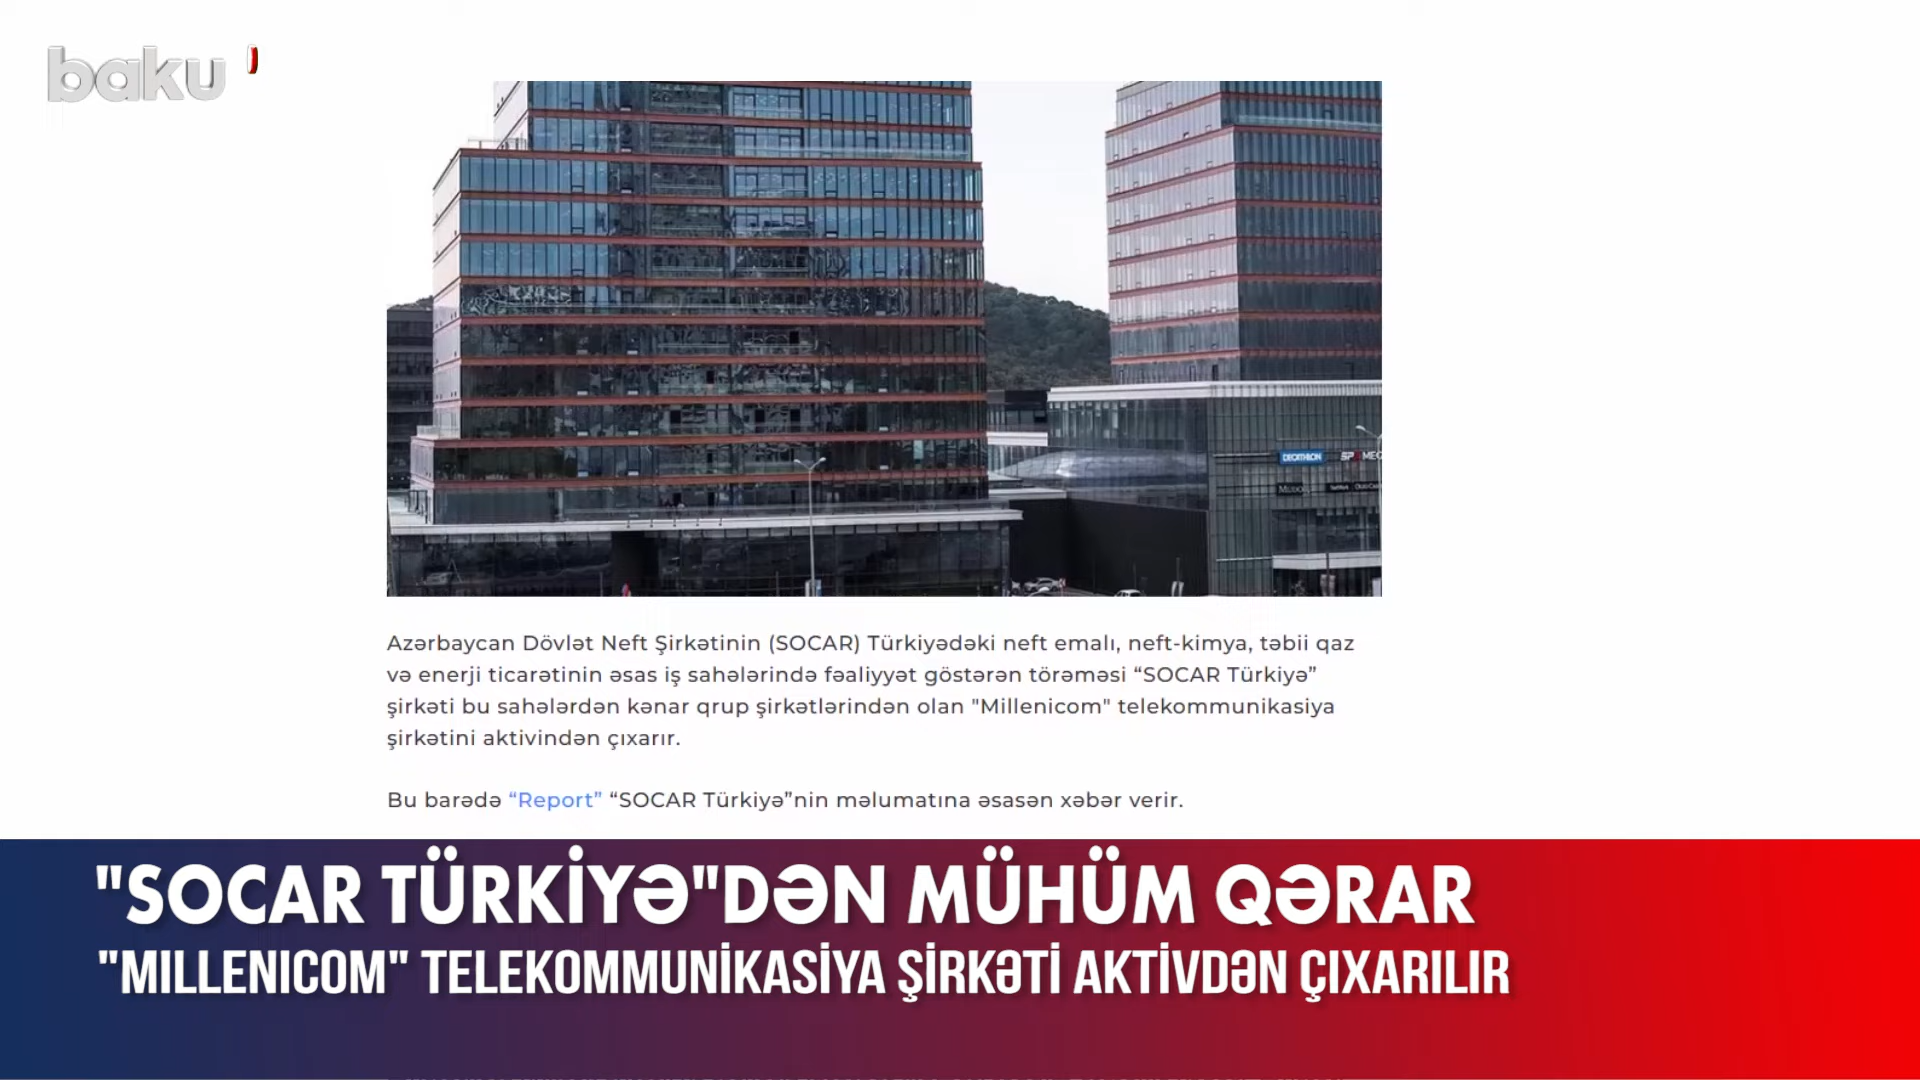 baku
DECATHLON
Azərbaycan Dövlət Neft Şirkətinin (SOCAR) Türkiyədəki neft emalı, neft-kimya, təbii qaz
və enerji ticarətinin əsas iş sahələrində fəaliyyət göstərən törəməsi “SOCAR Türkiyə”
şirkəti bu sahələrdən kənar qrup şirkətlərindən olan "Millenicom" telekommunikasiya
şirkətini aktivindən çıxarır.
Bu barədə “Report” “SOCAR Türkiyə”nin məlumatına əsasən xəbər verir.
"SOCAR TÜRKİYƏ"DƏN MÜHÜM QƏRAR
"MILLENICOM" TELEKOMMUNİKASİYA ŞİRKƏTİ AKTİVDƏN ÇIXARILIR